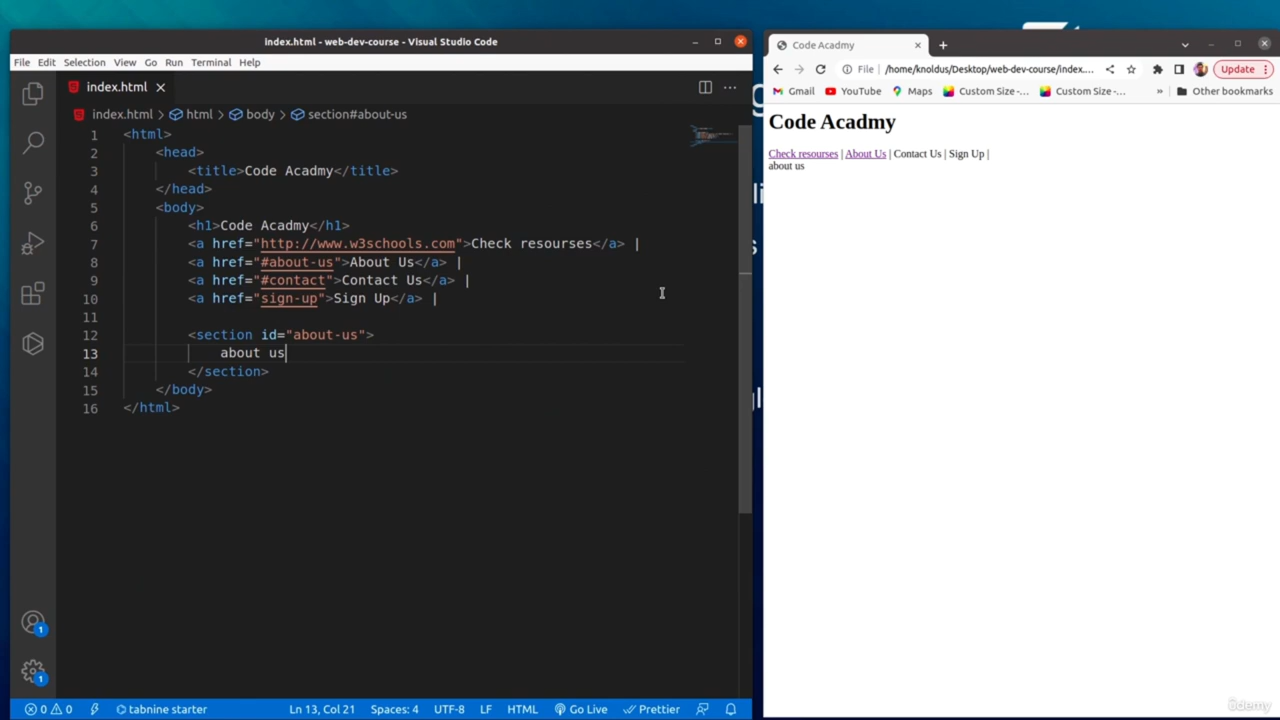 index.html - web-dev-course - Visual Studio Code
File Edit Selection View Go Run Terminal Help
index.html
index.html > html > body > section#about-us
1 <html>
2 <head>
3 <title>Code Acadmy</title>
4 </head>
5 <body>
6 <h1>Code Acadmy</h1>
7 <a href="http://www.w3schools.com">Check resourses</a> |
8 <a href="#about-us">About Us</a> |
9 <a href="#contact">Contact Us</a> |
10 <a href="sign-up">Sign Up</a> |
11
12 <section id="about-us">
13 about us
14 </section>
15 </body>
16 </html>
1
1
0 0 tabnine starter Ln 13, Col 21 Spaces: 4 UTF-8 LF HTML Go Live Prettier
Code Acadmy
File | /home/knoldus/Desktop/web-dev-course/index.... Update
Gmail YouTube Maps Custom Size -... Custom Size -... » Other bookmarks
Code Acadmy
Check resourses | About Us | Contact Us | Sign Up |
about us
ûdemy